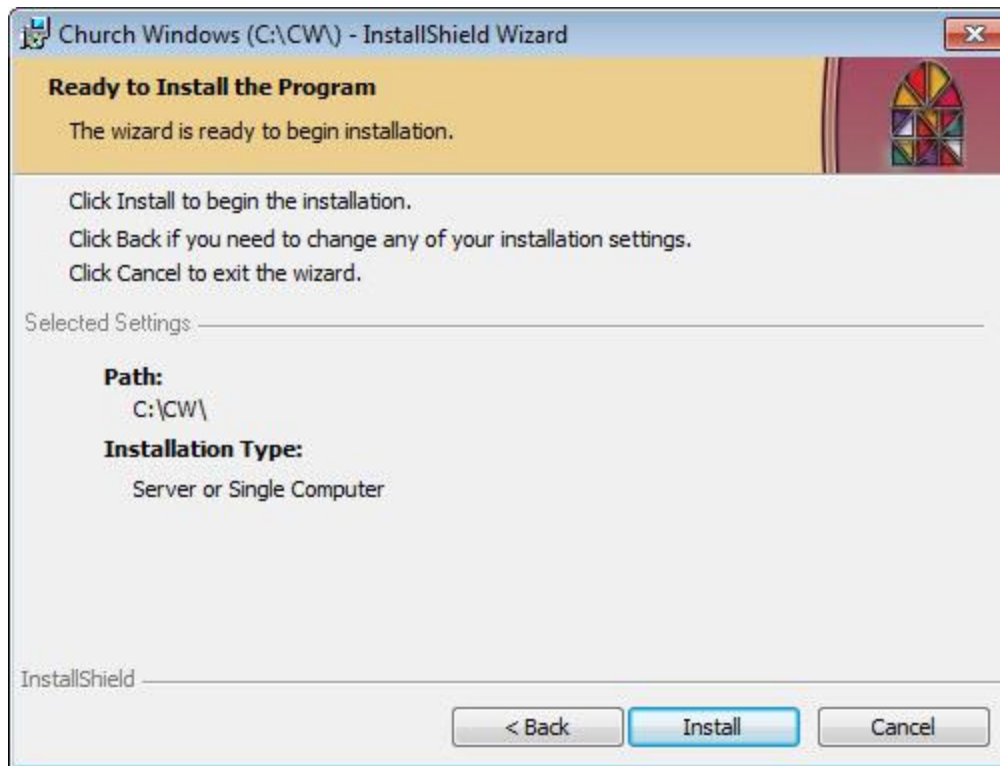 Church Windows (C:\CW\) - InstallShield Wizard
Ready to Install the Program
The wizard is ready to begin installation.
Click Install to begin the installation.
Click Back if you need to change any of your installation settings.
Click Cancel to exit the wizard.
Selected Settings
Path:
C:\CW\
Installation Type:
Server or Single Computer
InstallShield
< Back
Install
Cancel